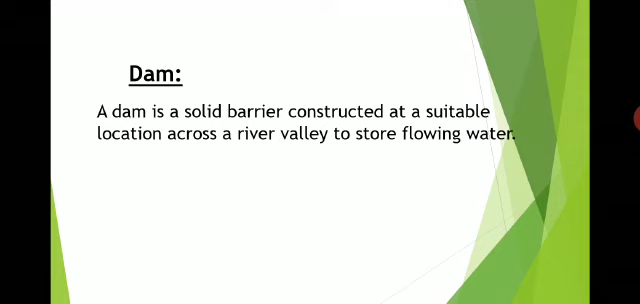 Dam:
A dam is a solid barrier constructed at a suitable
location across a river valley to store flowing water.